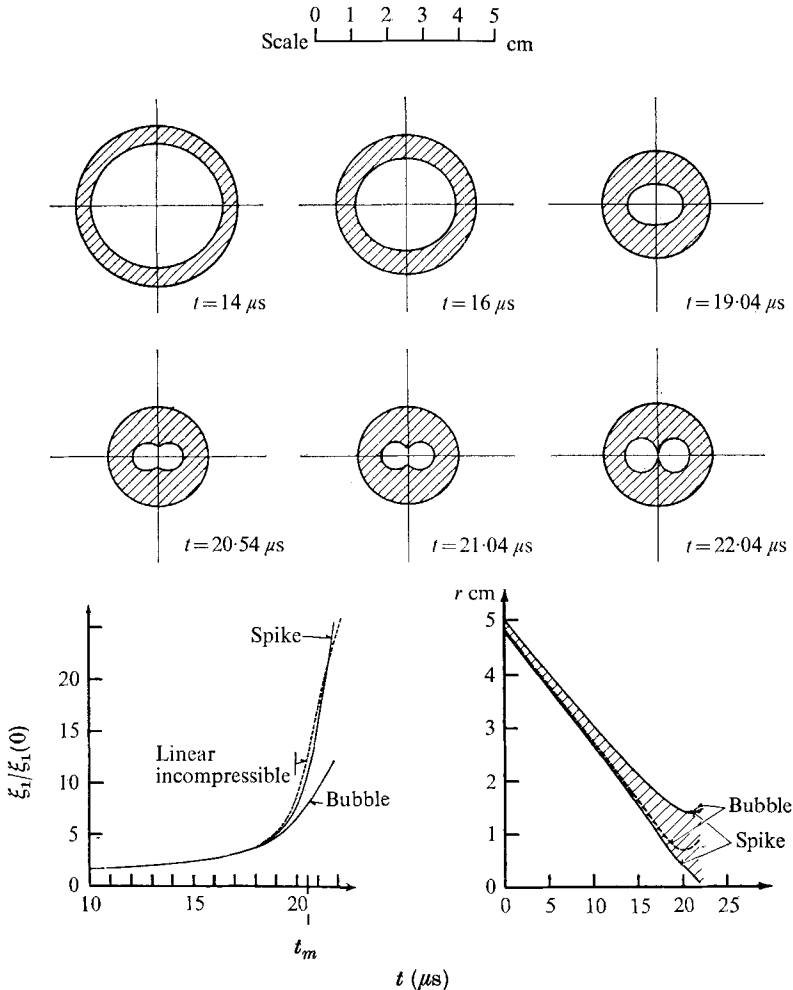 0 1 2 3 4 5
Scale cm
t=14 μs
t=16 μs
t=19·04 μs
t=20·54 μs
t=21·04 μs
t=22·04 μs
ξ₁/ξ₁(0)
20
15
10
5
0
Spike
Linear
incompressible
Bubble
10 20
tₘ
r cm
5
4
3
2
1
0
Bubble
Spike
0 5 10 15 20 25
t (μs)